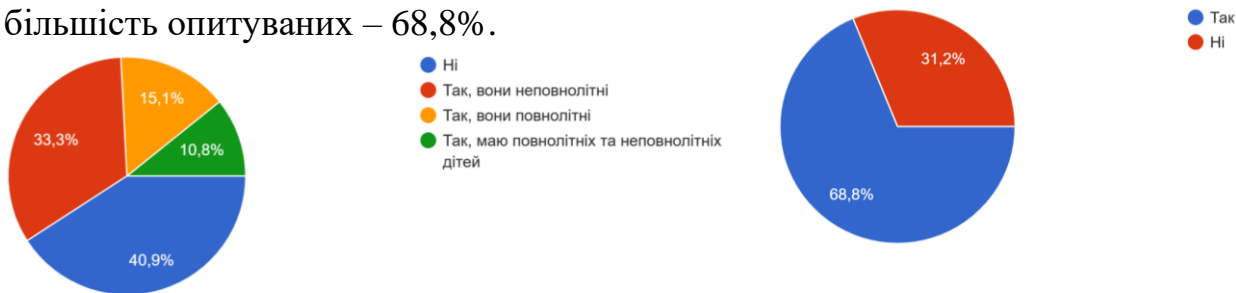 більшість опитуваних – 68,8%.
Ні
Так, вони неповнолітні
Так, вони повнолітні
Так, маю повнолітніх та неповнолітніх
дітей
15,1%
33,3%
10,8%
40,9%
Так
Ні
31,2%
68,8%